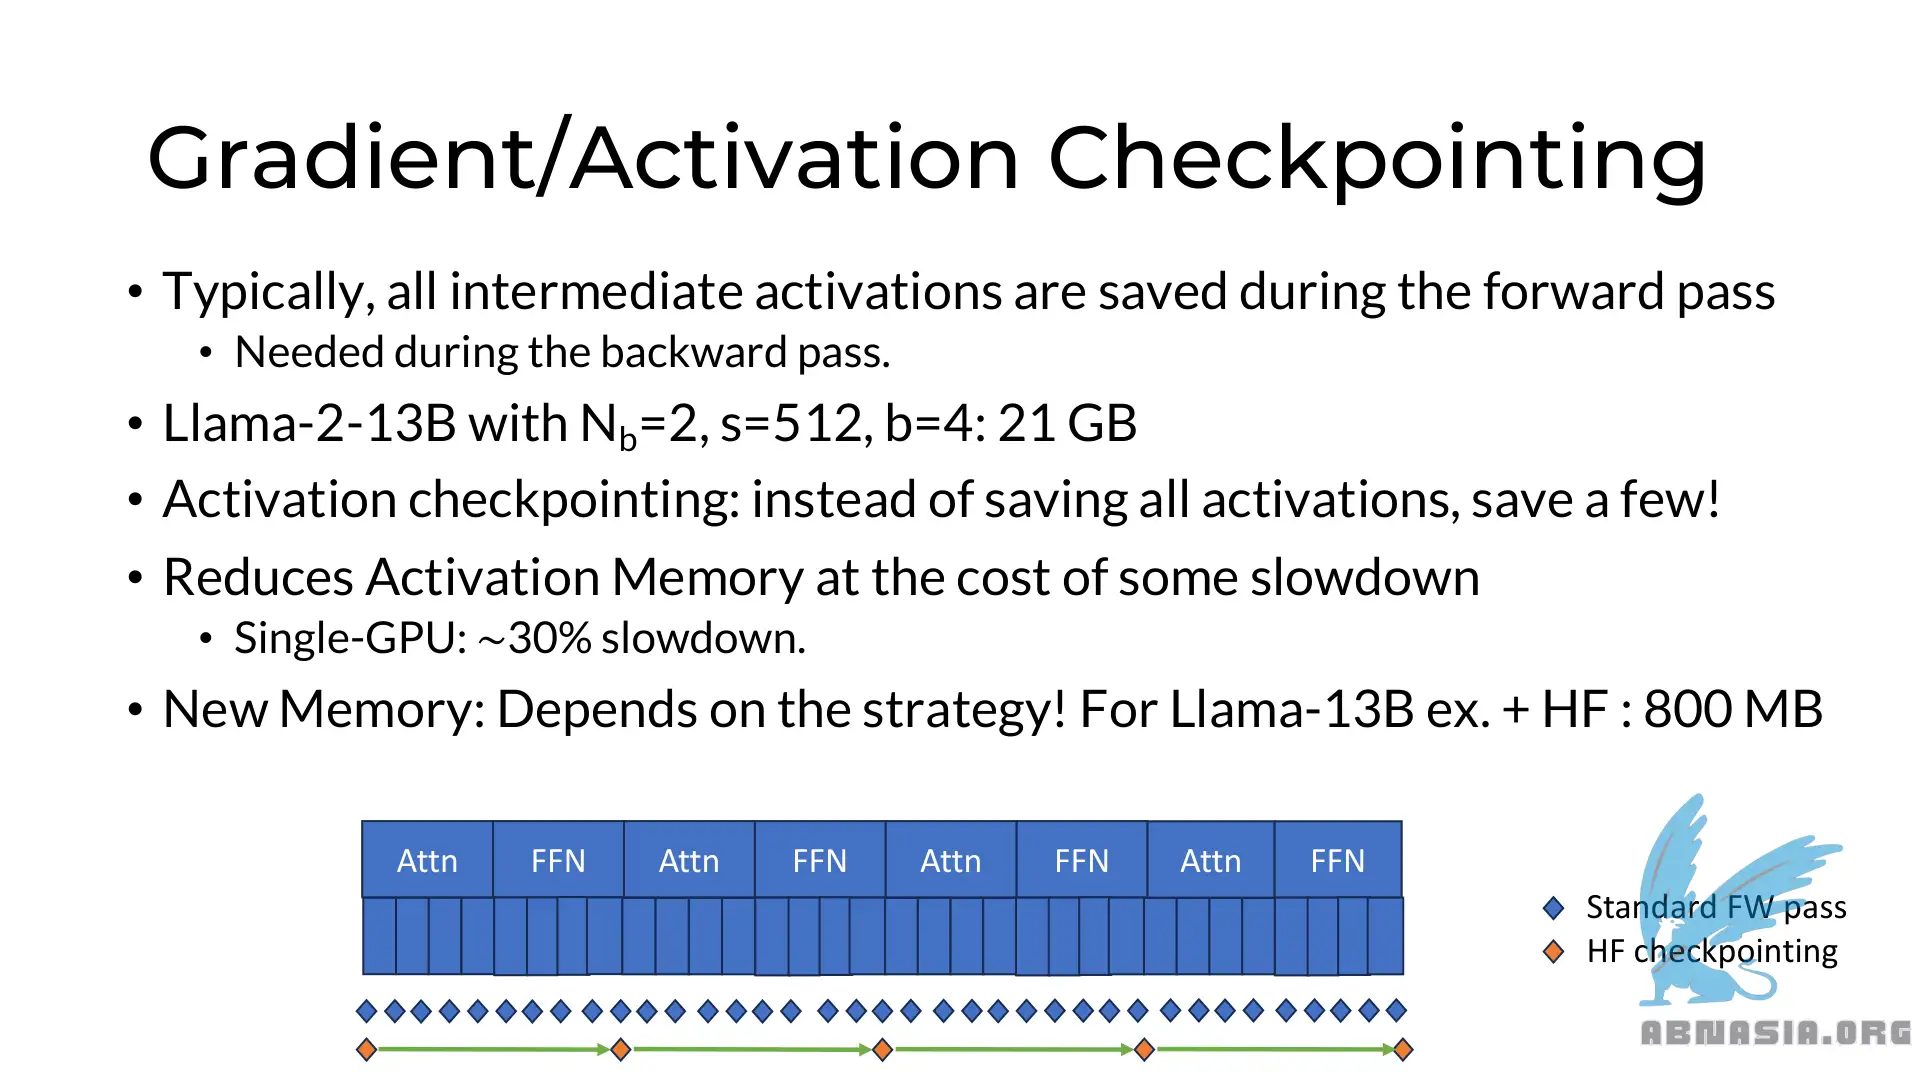 Gradient/Activation Checkpointing
• Typically, all intermediate activations are saved during the forward pass
• Needed during the backward pass.
• Llama-2-13B with N_b=2, s=512, b=4: 21 GB
• Activation checkpointing: instead of saving all activations, save a few!
• Reduces Activation Memory at the cost of some slowdown
• Single-GPU: ~30% slowdown.
• New Memory: Depends on the strategy! For Llama-13B ex. + HF : 800 MB
Attn FFN Attn FFN Attn FFN Attn FFN
Standard FW pass
HF checkpointing
ABNASIA.ORG